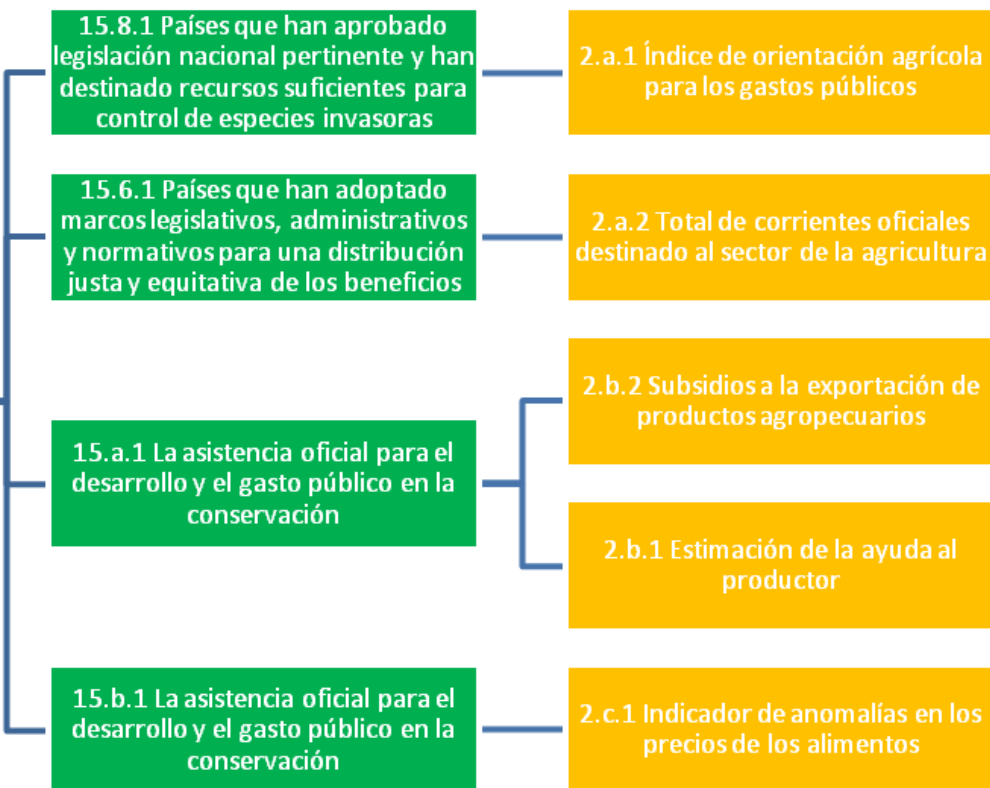 15.8.1 Países que han aprobado
legislación nacional pertinente y han
destinado recursos suficientes para
control de especies invasoras
2.a.1 Índice de orientación agrícola
para los gastos públicos
15.6.1 Países que han adoptado
marcos legislativos, administrativos
y normativos para una distribución
justa y equitativa de los beneficios
2.a.2 Total de corrientes oficiales
destinado al sector de la agricultura
15.a.1 La asistencia oficial para el
desarrollo y el gasto público en la
conservación
2.b.2 Subsidios a la exportación de
productos agropecuarios
2.b.1 Estimación de la ayuda al
productor
15.b.1 La asistencia oficial para el
desarrollo y el gasto público en la
conservación
2.c.1 Indicador de anomalías en los
precios de los alimentos